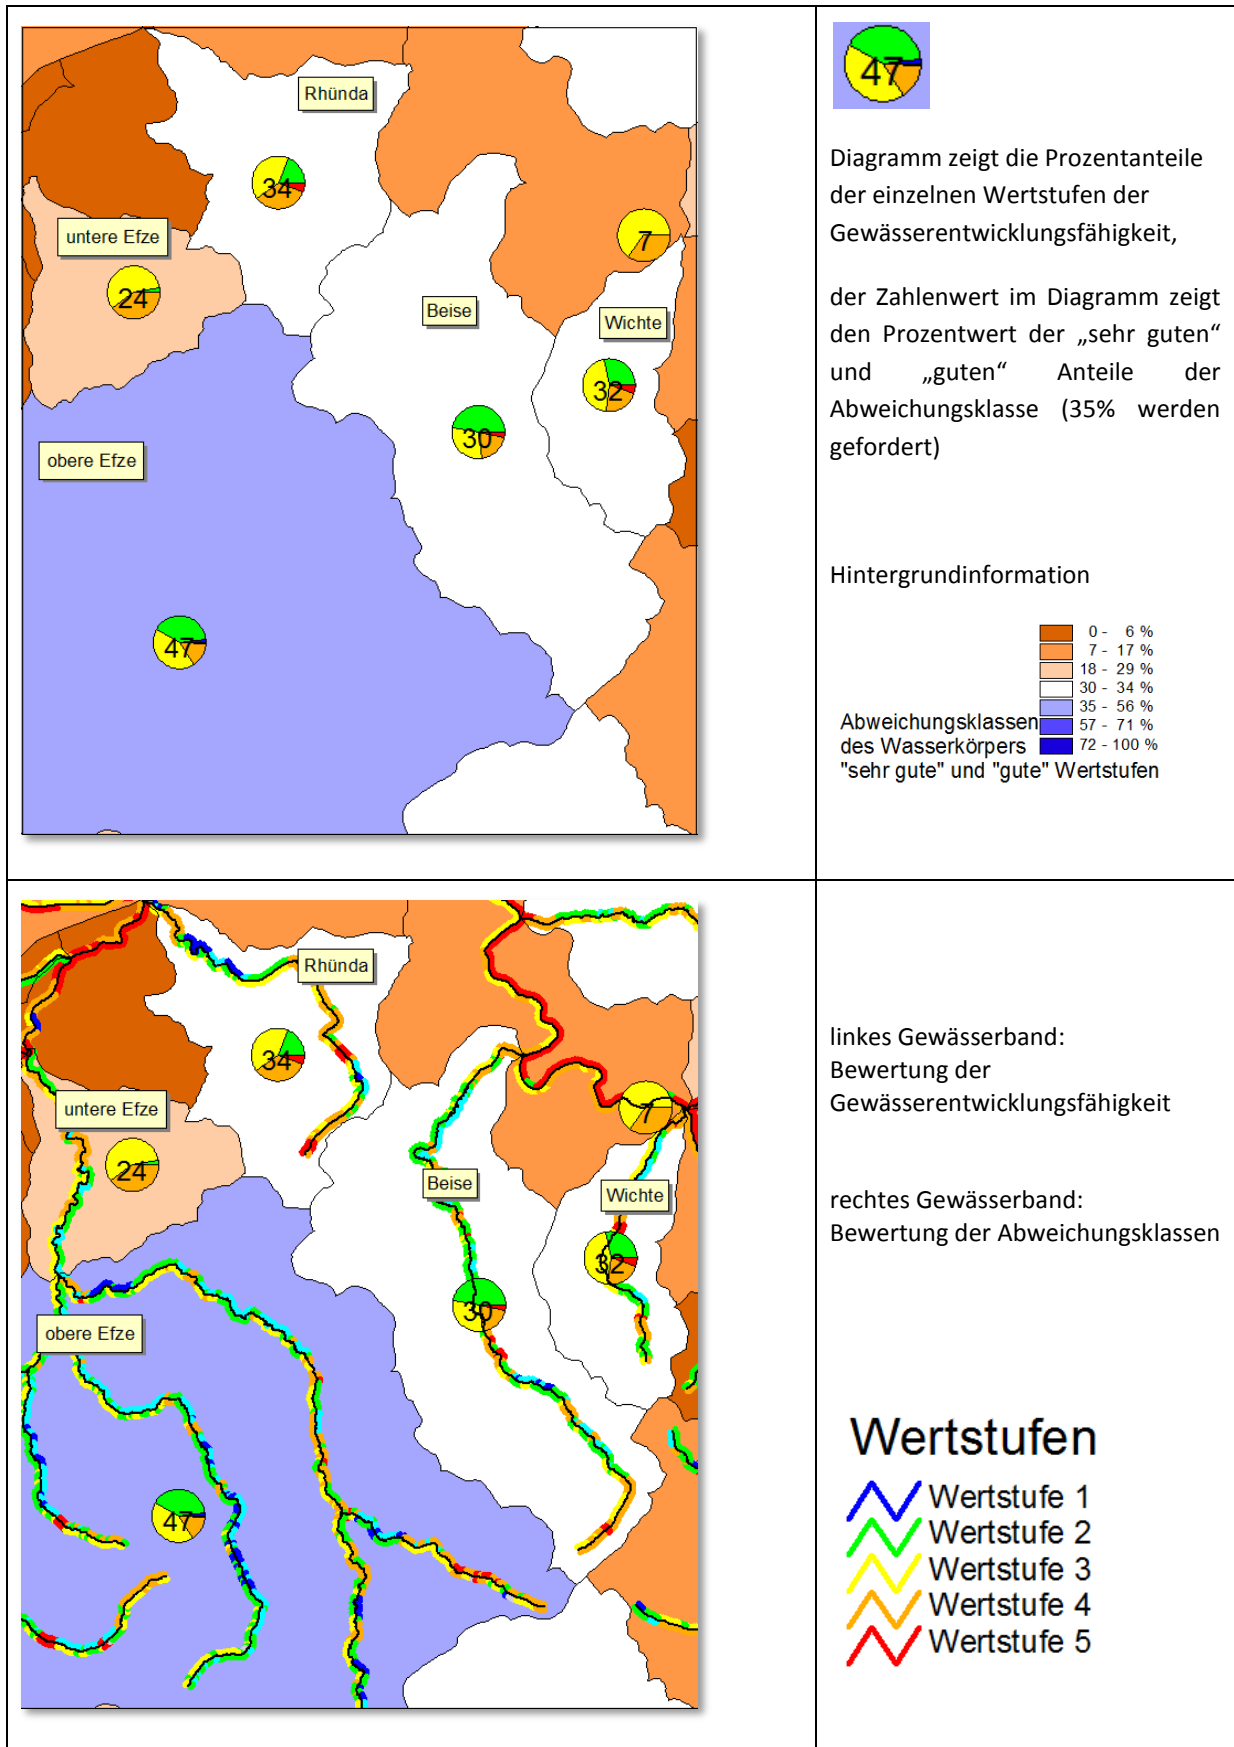 Rhünda
34
untere Efze
24
7
Beise
Wichte
32
30
obere Efze
47
47
Diagramm zeigt die Prozentanteile
der einzelnen Wertstufen der
Gewässerentwicklungsfähigkeit,
der Zahlenwert im Diagramm zeigt
den Prozentwert der „sehr guten“
und „guten“ Anteile der
Abweichungsklasse (35% werden
gefordert)
Hintergrundinformation
0 - 6 %
7 - 17 %
18 - 29 %
30 - 34 %
35 - 56 %
57 - 71 %
72 - 100 %
Abweichungsklassen
des Wasserkörpers
"sehr gute" und "gute" Wertstufen
Rhünda
34
untere Efze
24
7
Beise
Wichte
32
30
obere Efze
47
linkes Gewässerband:
Bewertung der
Gewässerentwicklungsfähigkeit
rechtes Gewässerband:
Bewertung der Abweichungsklassen
Wertstufen
Wertstufe 1
Wertstufe 2
Wertstufe 3
Wertstufe 4
Wertstufe 5